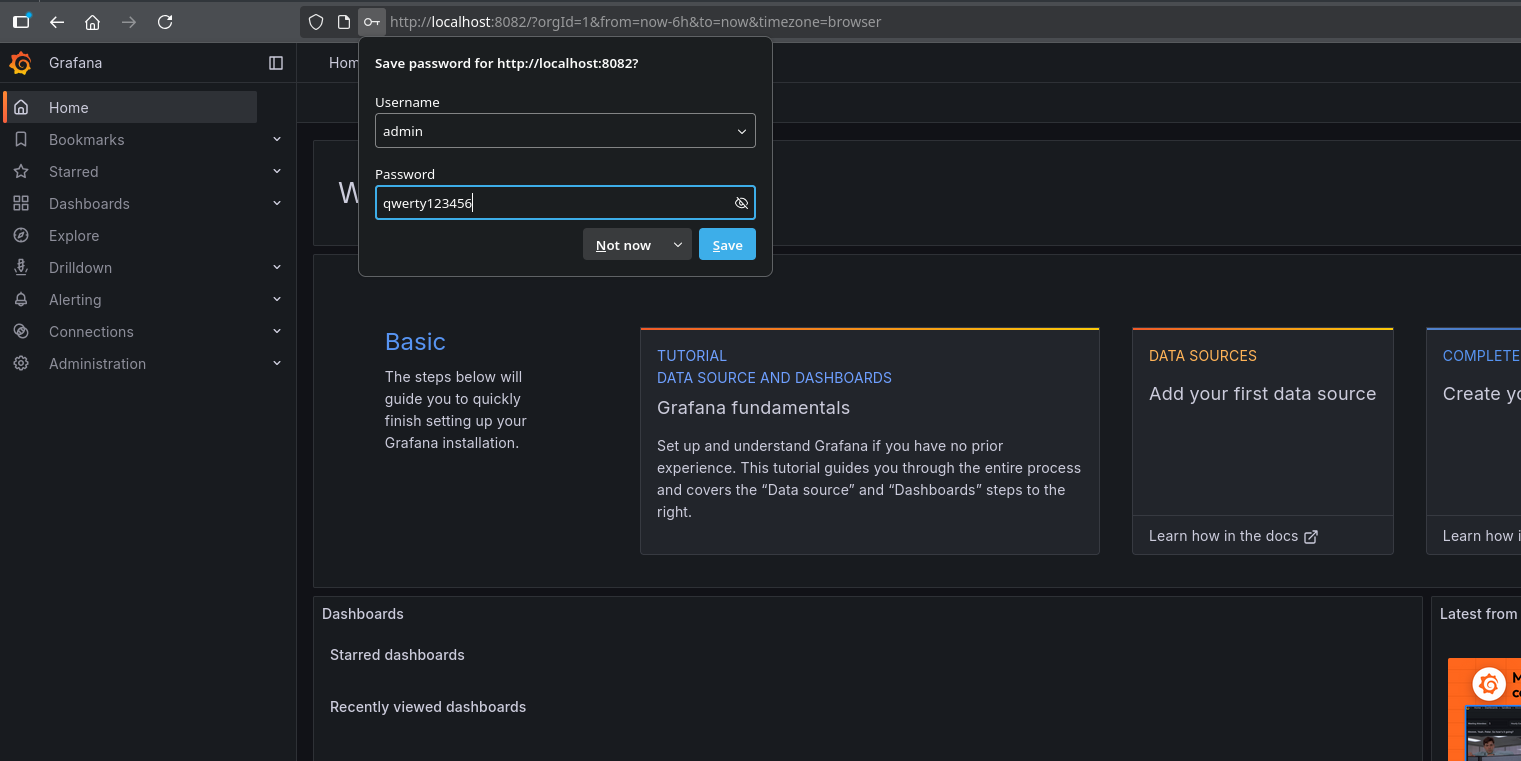 http://localhost:8082/?orgId=1&from=now-6h&to=now&timezone=browser
Grafana
Home
Bookmarks
Starred
Dashboards
Explore
Drilldown
Alerting
Connections
Administration
Hom
Save password for http://localhost:8082?
Username
admin
Password
qwerty123456
Not now
Save
W
Basic
The steps below will
guide you to quickly
finish setting up your
Grafana installation.
TUTORIAL
DATA SOURCE AND DASHBOARDS
Grafana fundamentals
Set up and understand Grafana if you have no prior
experience. This tutorial guides you through the entire process
and covers the “Data source” and “Dashboards” steps to the
right.
DATA SOURCES
Add your first data source
Learn how in the docs
COMPLETE
Create yo
Learn how i
Dashboards
Starred dashboards
Recently viewed dashboards
Latest from